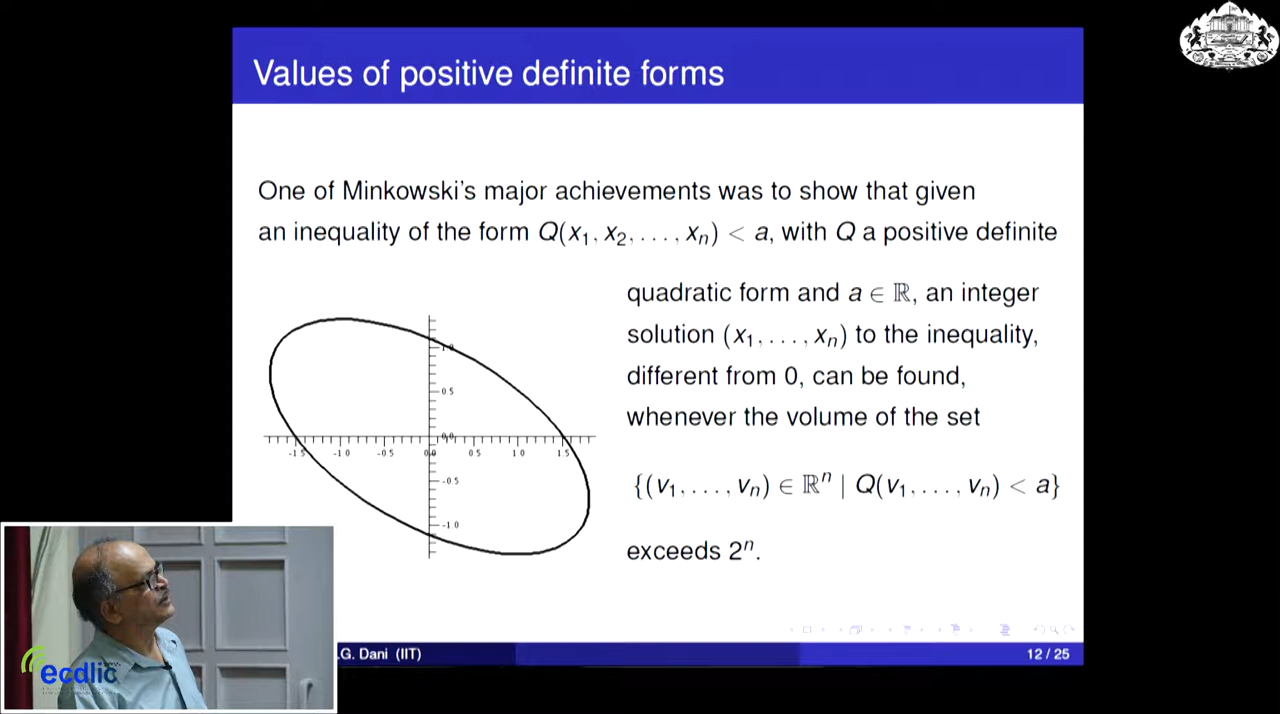 Values of positive definite forms
One of Minkowski's major achievements was to show that given
an inequality of the form Q(x₁, x₂, . . . , xₙ) < a, with Q a positive definite
quadratic form and a ∈ ℝ, an integer
solution (x₁, . . . , xₙ) to the inequality,
different from 0, can be found,
whenever the volume of the set
{(v₁, . . . , vₙ) ∈ ℝⁿ | Q(v₁, . . . , vₙ) < a}
exceeds 2ⁿ.
1.0
0.5
0.0
-1.5 -1.0 -0.5 0.0 0.5 1.0 1.5
-0.5
-1.0
.G. Dani (IIT)
12 / 25
ecdlic